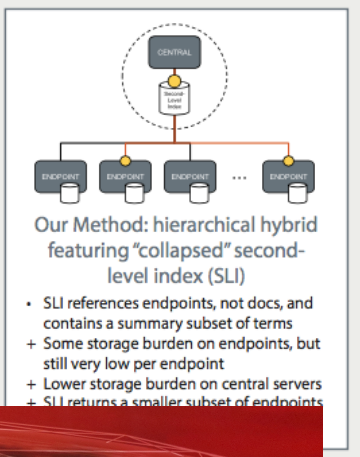 CENTRAL
Second-
Level
Index
ENDPOINT ENDPOINT ENDPOINT ... ENDPOINT
Our Method: hierarchical hybrid
featuring “collapsed” second-
level index (SLI)
• SLI references endpoints, not docs, and
contains a summary subset of terms
+ Some storage burden on endpoints, but
still very low per endpoint
+ Lower storage burden on central servers
+ SLI returns a smaller subset of endpoints